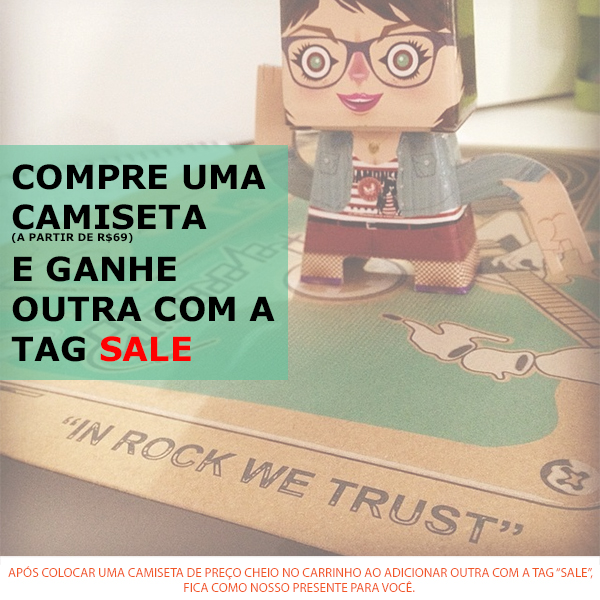 COMPRE UMA
CAMISETA
(A PARTIR DE R$69)
E GANHE
OUTRA COM A
TAG SALE
“IN ROCK WE TRUST”
APÓS COLOCAR UMA CAMISETA DE PREÇO CHEIO NO CARRINHO AO ADICIONAR OUTRA COM A TAG “SALE”,
FICA COMO NOSSO PRESENTE PARA VOCÊ.